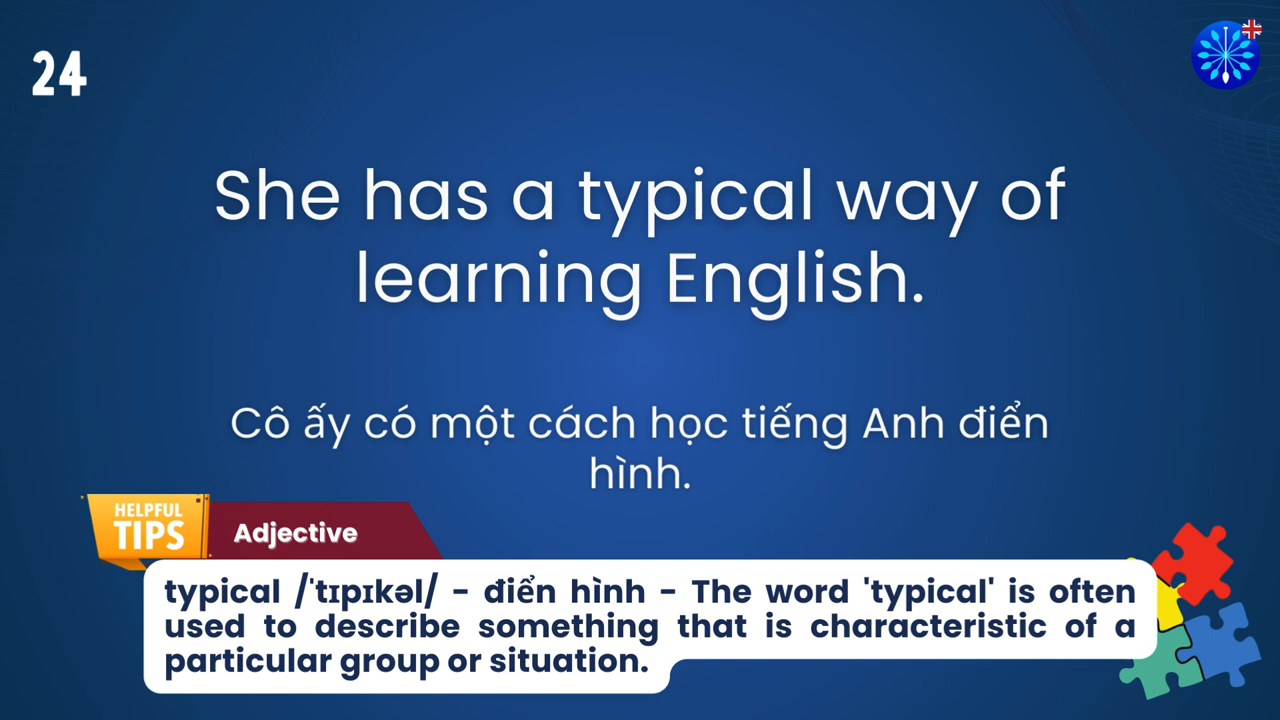 24
She has a typical way of
learning English.
Cô ấy có một cách học tiếng Anh điển
hình.
HELPFUL
TIPS
Adjective
typical /ˈtɪpɪkəl/ - điển hình - The word 'typical' is often
used to describe something that is characteristic of a
particular group or situation.